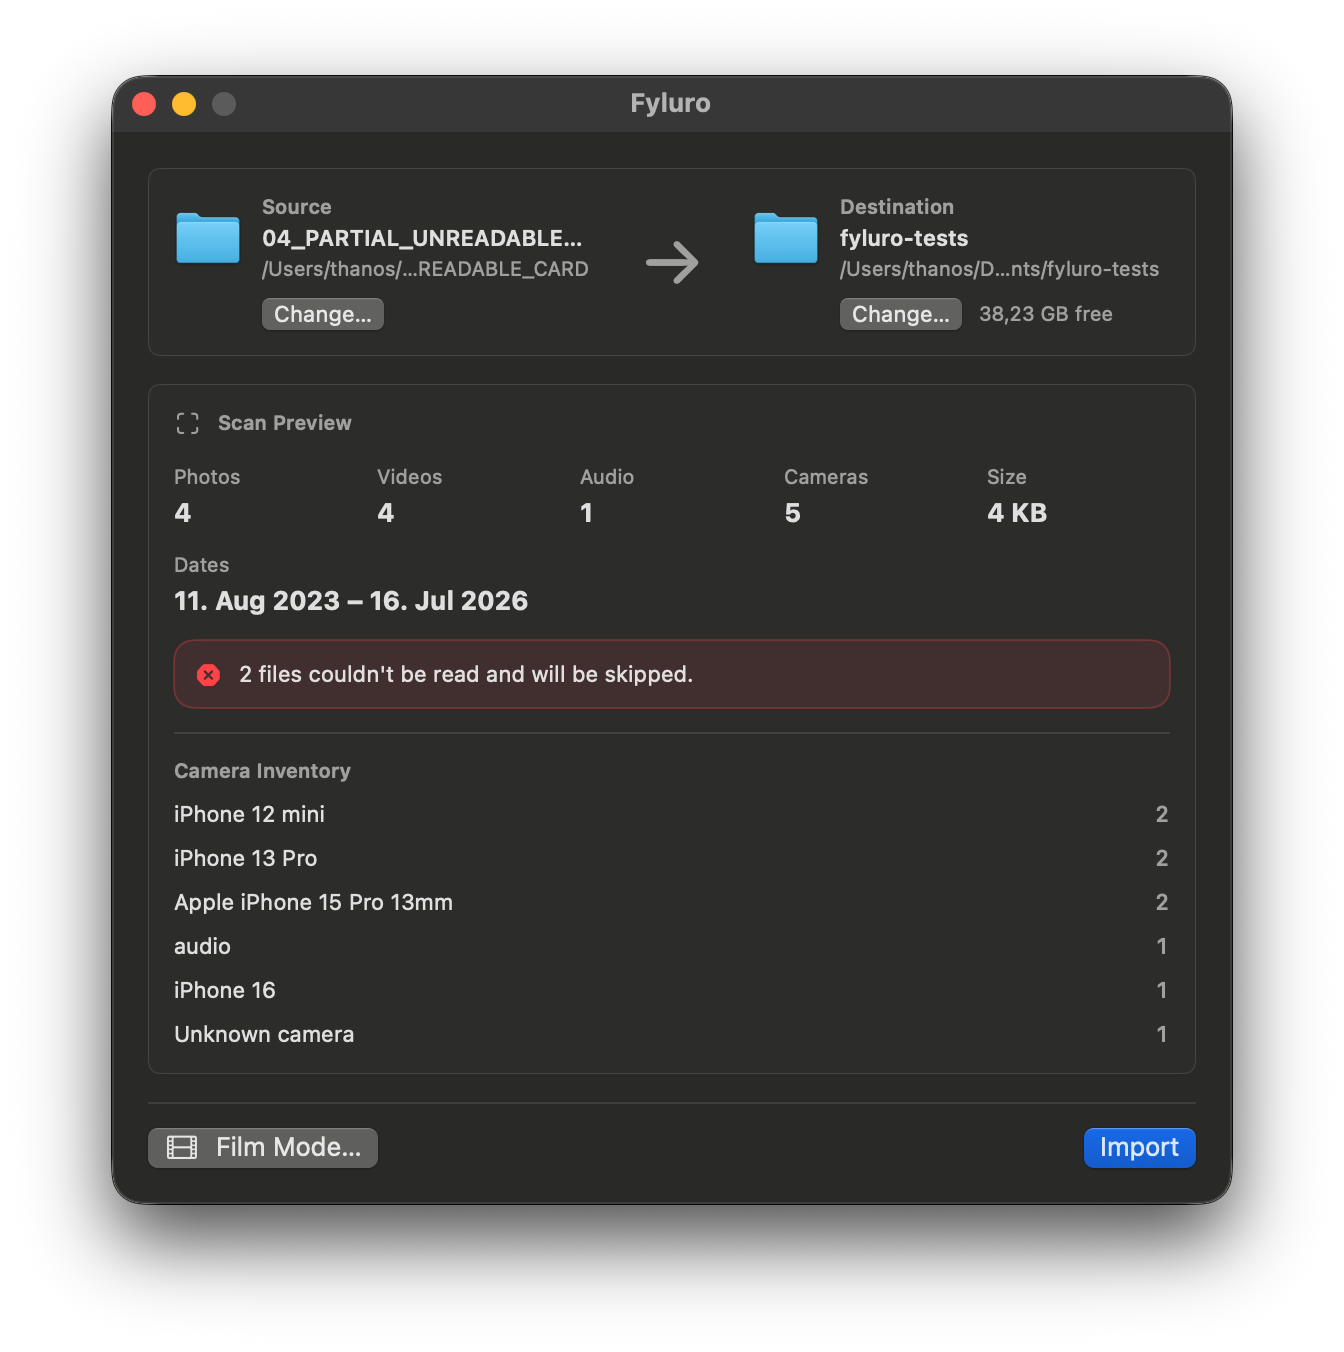 Fyluro
Source
04_PARTIAL_UNREADABLE...
/Users/thanos/...READABLE_CARD
Change...
Destination
fyluro-tests
/Users/thanos/D...nts/fyluro-tests
Change...
38,23 GB free
Scan Preview
Photos
4
Videos
4
Audio
1
Cameras
5
Size
4 KB
Dates
11. Aug 2023 – 16. Jul 2026
2 files couldn't be read and will be skipped.
Camera Inventory
iPhone 12 mini 2
iPhone 13 Pro 2
Apple iPhone 15 Pro 13mm 2
audio 1
iPhone 16 1
Unknown camera 1
Film Mode...
Import